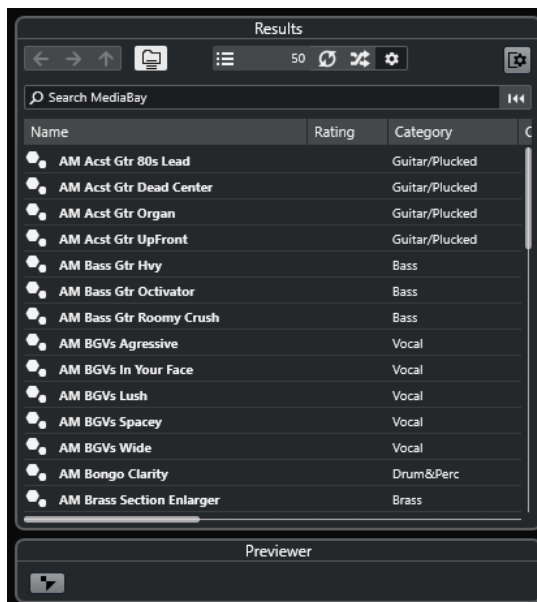 Results
50
Search MediaBay
Name Rating Category C
AM Acst Gtr 80s Lead Guitar/Plucked
AM Acst Gtr Dead Center Guitar/Plucked
AM Acst Gtr Organ Guitar/Plucked
AM Acst Gtr UpFront Guitar/Plucked
AM Bass Gtr Hvy Bass
AM Bass Gtr Octivator Bass
AM Bass Gtr Roomy Crush Bass
AM BGVs Agressive Vocal
AM BGVs In Your Face Vocal
AM BGVs Lush Vocal
AM BGVs Spacey Vocal
AM BGVs Wide Vocal
AM Bongo Clarity Drum&Perc
AM Brass Section Enlarger Brass
Previewer